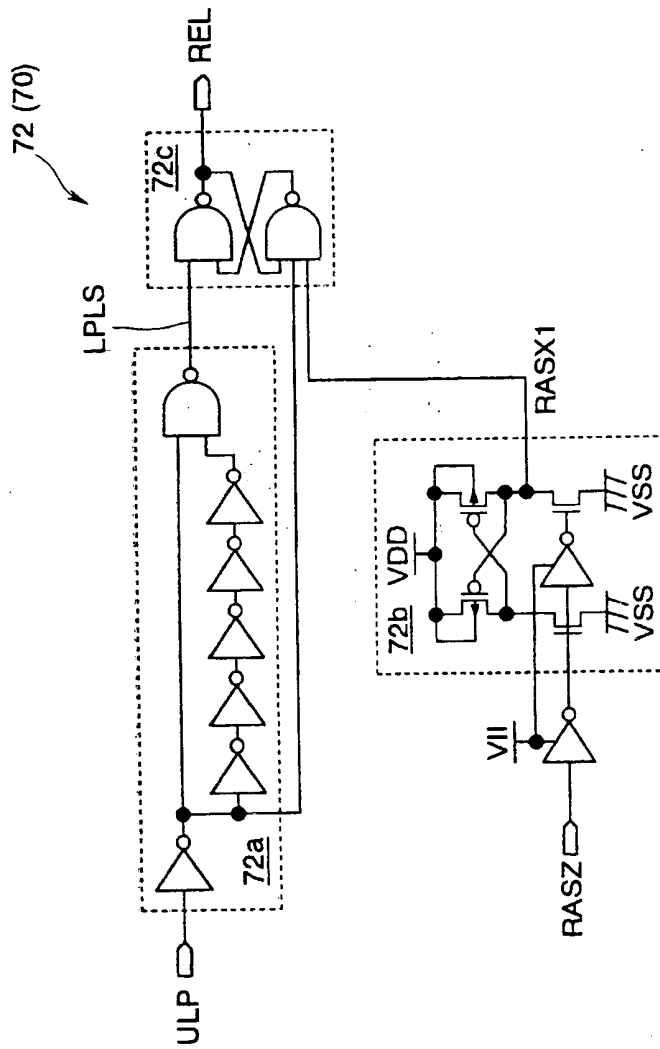 72 (70)
ULP
72a
LPLS
72c
REL
RASZ
VII
72b
VDD
VSS
VSS
RASX1